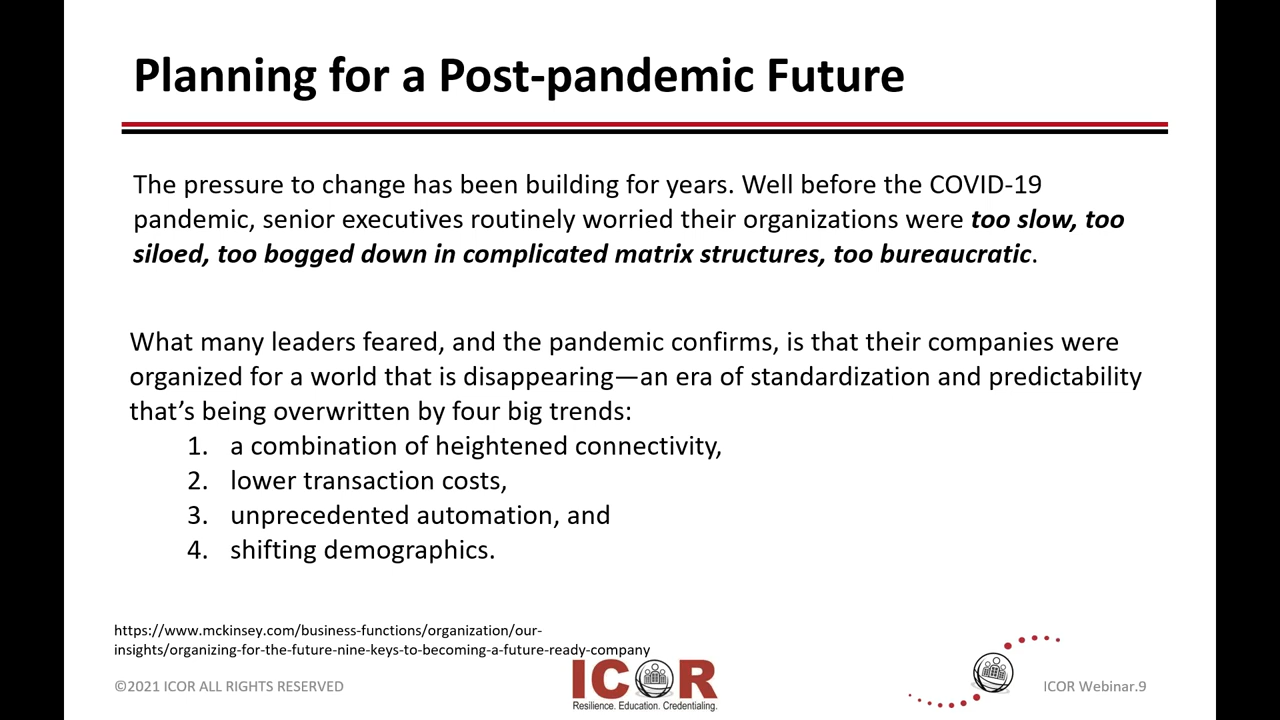 Planning for a Post-pandemic Future
The pressure to change has been building for years. Well before the COVID-19
pandemic, senior executives routinely worried their organizations were too slow, too
siloed, too bogged down in complicated matrix structures, too bureaucratic.
What many leaders feared, and the pandemic confirms, is that their companies were
organized for a world that is disappearing—an era of standardization and predictability
that’s being overwritten by four big trends:
1. a combination of heightened connectivity,
2. lower transaction costs,
3. unprecedented automation, and
4. shifting demographics.
https://www.mckinsey.com/business-functions/organization/our-
insights/organizing-for-the-future-nine-keys-to-becoming-a-future-ready-company
©2021 ICOR ALL RIGHTS RESERVED
ICOR
Resilience. Education. Credentialing.
ICOR Webinar.9